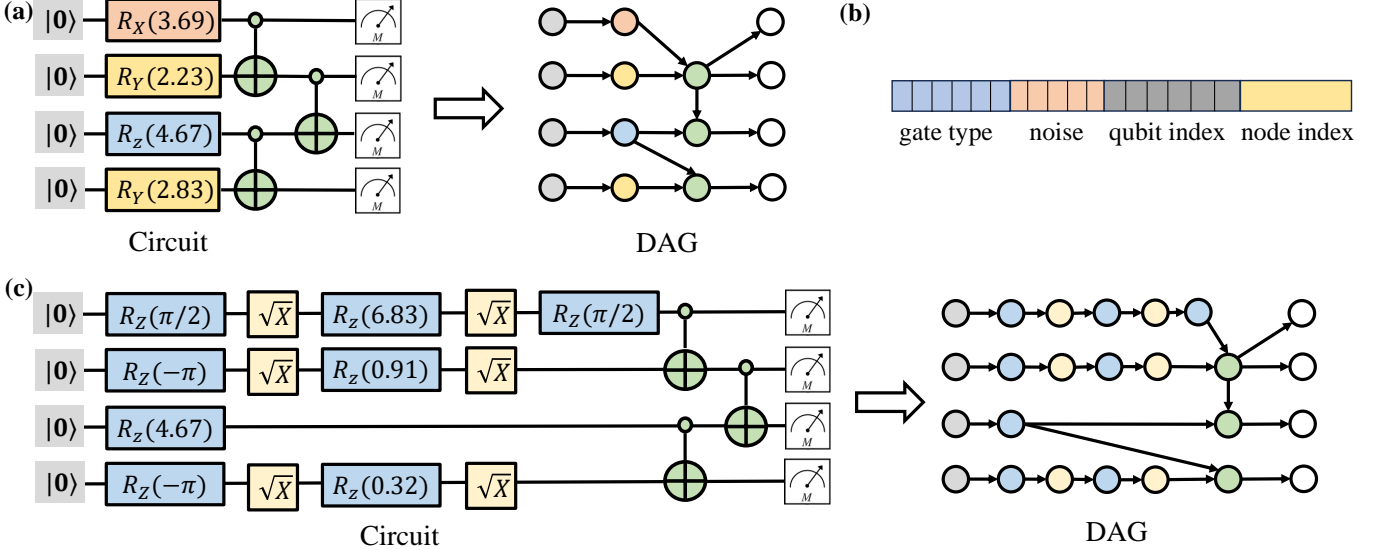 (a)
|0⟩ R_X(3.69) M
|0⟩ R_Y(2.23) M
|0⟩ R_z(4.67) M
|0⟩ R_Y(2.83) M
Circuit
DAG
(b)
gate type noise qubit index node index
(c)
|0⟩ R_Z(π/2) √X R_z(6.83) √X R_Z(π/2) M
|0⟩ R_Z(−π) √X R_z(0.91) √X M
|0⟩ R_z(4.67) M
|0⟩ R_Z(−π) √X R_z(0.32) √X M
Circuit
DAG